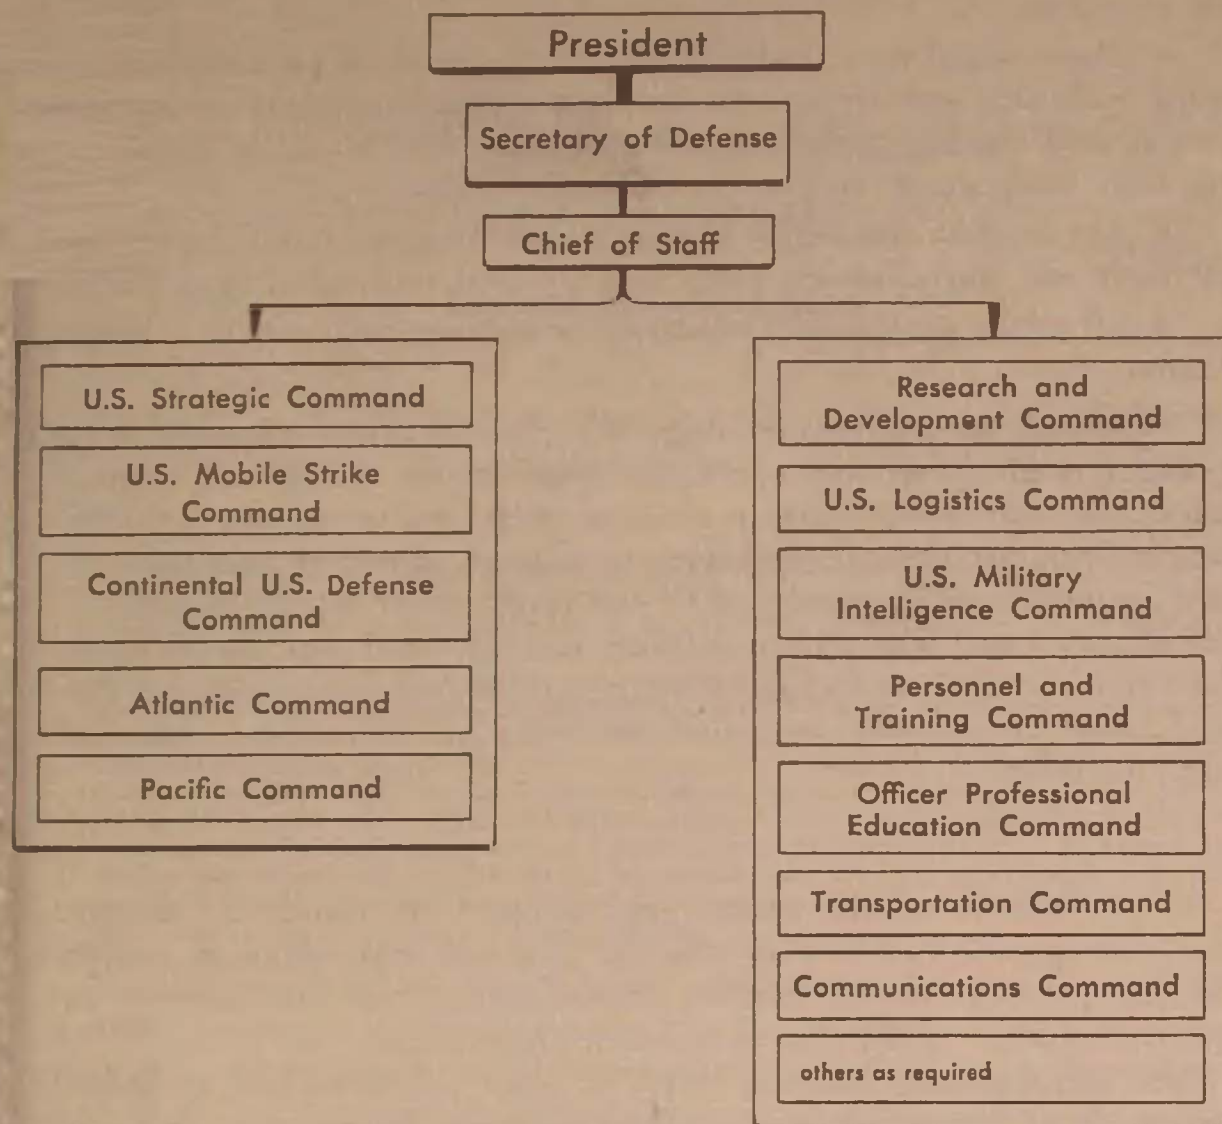 President
Secretary of Defense
Chief of Staff
U.S. Strategic Command
U.S. Mobile Strike
Command
Continental U.S. Defense
Command
Atlantic Command
Pacific Command
Research and
Development Command
U.S. Logistics Command
U.S. Military
Intelligence Command
Personnel and
Training Command
Officer Professional
Education Command
Transportation Command
Communications Command
others as required